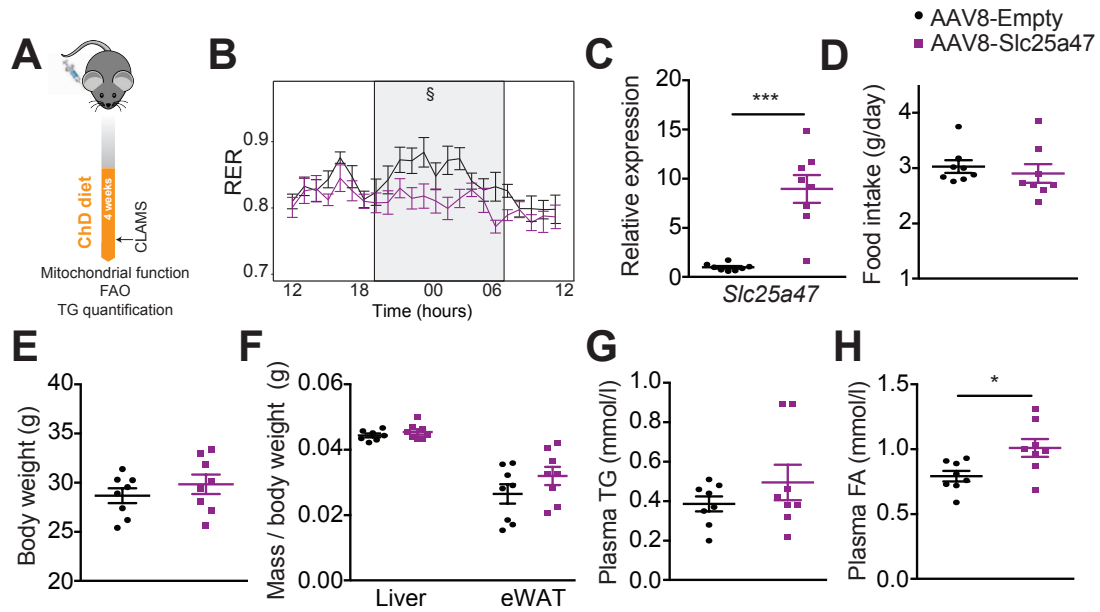 AAV8-Empty
AAV8-Slc25a47
A
ChD diet
4 weeks
CLAMS
Mitochondrial function
FAO
TG quantification
B
§
RER
0.9
0.8
0.7
12
18
00
06
12
Time (hours)
C
Relative expression
20
15
10
5
0
***
Slc25a47
D
Food intake (g/day)
4
3
2
1
E
Body weight (g)
40
35
30
25
20
F
Mass / body weight (g)
0.06
0.04
0.02
0.00
Liver
eWAT
G
Plasma TG (mmol/l)
1.0
0.8
0.6
0.4
0.2
0.0
H
Plasma FA (mmol/l)
1.5
1.0
0.5
0.0
*